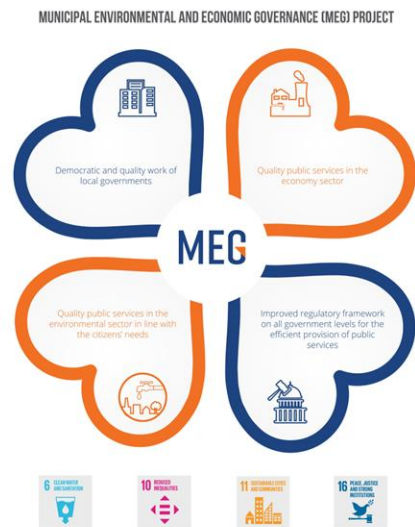 MUNICIPAL ENVIRONMENTAL AND ECONOMIC GOVERNANCE (MEG) PROJECT
Democratic and quality work of
local governments
Quality public services in the
economy sector
MEG
Quality public services in the
environmental sector in line with
the citizens' needs
Improved regulatory framework
on all government levels for the
efficient provision of public
services
6 CLEAN WATER
AND SANITATION
10 REDUCED
INEQUALITIES
11 SUSTAINABLE CITIES
AND COMMUNITIES
16 PEACE, JUSTICE
AND STRONG
INSTITUTIONS